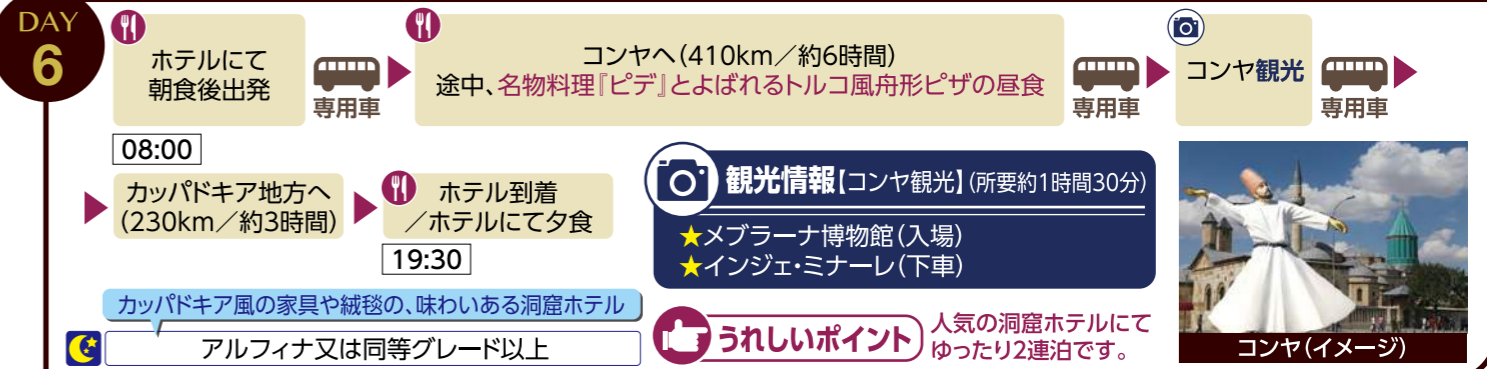 DAY
6
ホテルにて
朝食後出発
専用車
コンヤへ（410km／約6時間）
途中、名物料理『ピデ』とよばれるトルコ風舟形ピザの昼食
専用車
コンヤ観光
専用車
08:00
カッパドキア地方へ
（230km／約3時間）
ホテル到着
／ホテルにて夕食
19:30
観光情報【コンヤ観光】（所要約1時間30分）
★メブラーナ博物館（入場）
★インジェ・ミナーレ（下車）
カッパドキア風の家具や絨毯の、味わいある洞窟ホテル
アルフィナ又は同等グレード以上
うれしいポイント
人気の洞窟ホテルにて
ゆったり2連泊です。
コンヤ（イメージ）